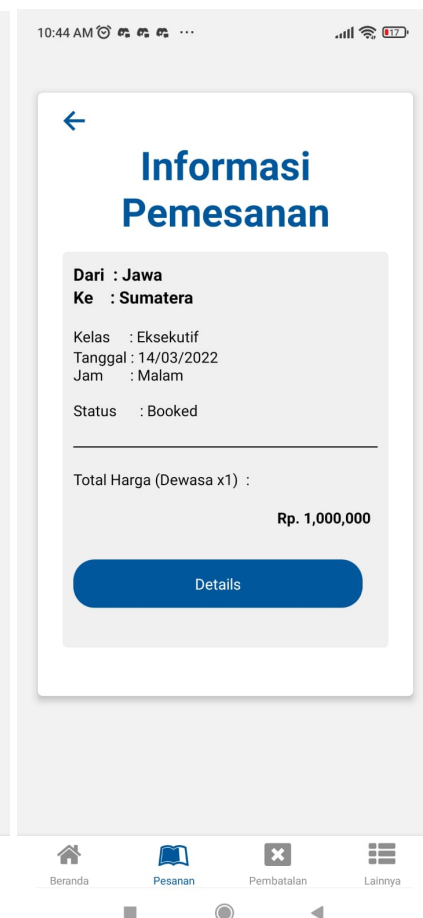 10:44 AM
17
Informasi
Pemesanan
Dari : Jawa
Ke : Sumatera
Kelas : Eksekutif
Tanggal : 14/03/2022
Jam : Malam
Status : Booked
Total Harga (Dewasa x1) :
Rp. 1,000,000
Details
Beranda Pesanan Pembatalan Lainnya